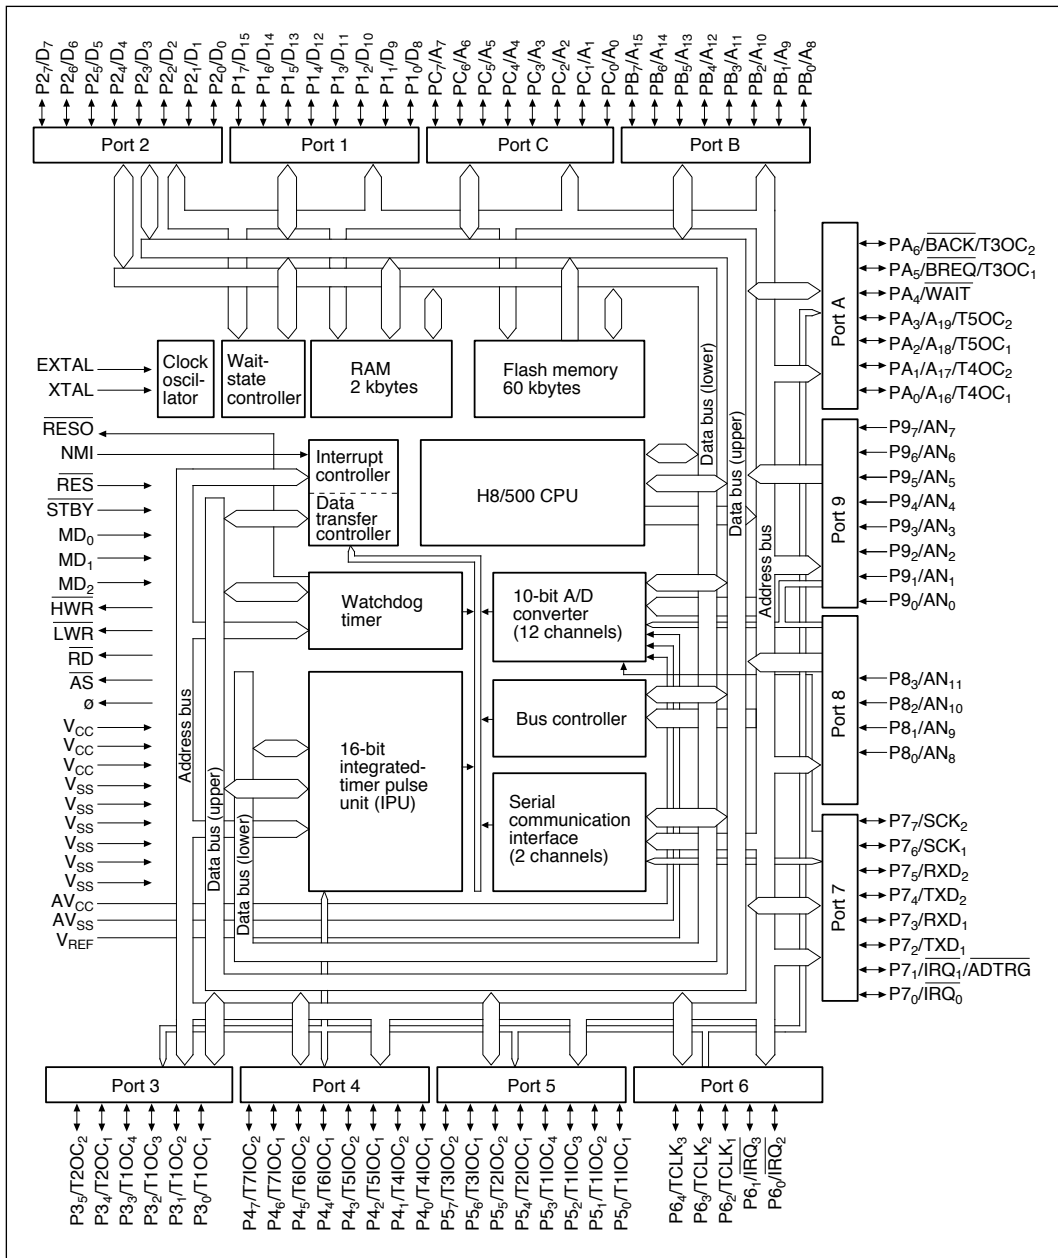 P2₇/D₇
P2₆/D₆
P2₅/D₅
P2₄/D₄
P2₃/D₃
P2₂/D₂
P2₁/D₁
P2₀/D₀
P1₇/D₁₅
P1₆/D₁₄
P1₅/D₁₃
P1₄/D₁₂
P1₃/D₁₁
P1₂/D₁₀
P1₁/D₉
P1₀/D₈
PC₇/A₇
PC₆/A₆
PC₅/A₅
PC₄/A₄
PC₃/A₃
PC₂/A₂
PC₁/A₁
PC₀/A₀
PB₇/A₁₅
PB₆/A₁₄
PB₅/A₁₃
PB₄/A₁₂
PB₃/A₁₁
PB₂/A₁₀
PB₁/A₉
PB₀/A₈
Port 2
Port 1
Port C
Port B
EXTAL
XTAL
RESO
NMI
RES
STBY
MD₀
MD₁
MD₂
HWR
LWR
RD
AS
ø
V_CC
V_CC
V_CC
V_SS
V_SS
V_SS
V_SS
V_SS
V_SS
AV_CC
AV_SS
V_REF
Clock
oscil-
lator
Wait-
state
controller
RAM
2 kbytes
Flash memory
60 kbytes
Interrupt
controller
Data
transfer
controller
H8/500 CPU
Watchdog
timer
10-bit A/D
converter
(12 channels)
16-bit
integrated-
timer pulse
unit (IPU)
Bus controller
Serial
communication
interface
(2 channels)
Data bus (lower)
Data bus (upper)
Address bus
Address bus
Data bus (upper)
Data bus (lower)
Port A
PA₆/BACK/T3OC₂
PA₅/BREQ/T3OC₁
PA₄/WAIT
PA₃/A₁₉/T5OC₂
PA₂/A₁₈/T5OC₁
PA₁/A₁₇/T4OC₂
PA₀/A₁₆/T4OC₁
Port 9
P9₇/AN₇
P9₆/AN₆
P9₅/AN₅
P9₄/AN₄
P9₃/AN₃
P9₂/AN₂
P9₁/AN₁
P9₀/AN₀
Port 8
P8₃/AN₁₁
P8₂/AN₁₀
P8₁/AN₉
P8₀/AN₈
Port 7
P7₇/SCK₂
P7₆/SCK₁
P7₅/RXD₂
P7₄/TXD₂
P7₃/RXD₁
P7₂/TXD₁
P7₁/IRQ₁/ADTRG
P7₀/IRQ₀
Port 3
Port 4
Port 5
Port 6
P3₅/T2OC₂
P3₄/T2OC₁
P3₃/T1OC₄
P3₂/T1OC₃
P3₁/T1OC₂
P3₀/T1OC₁
P4₇/T7IOC₂
P4₆/T7IOC₁
P4₅/T6IOC₂
P4₄/T6IOC₁
P4₃/T5IOC₂
P4₂/T5IOC₁
P4₁/T4IOC₂
P4₀/T4IOC₁
P5₇/T3IOC₂
P5₆/T3IOC₁
P5₅/T2IOC₂
P5₄/T2IOC₁
P5₃/T1IOC₄
P5₂/T1IOC₃
P5₁/T1IOC₂
P5₀/T1IOC₁
P6₄/TCLK₃
P6₃/TCLK₂
P6₂/TCLK₁
P6₁/IRQ₃
P6₀/IRQ₂